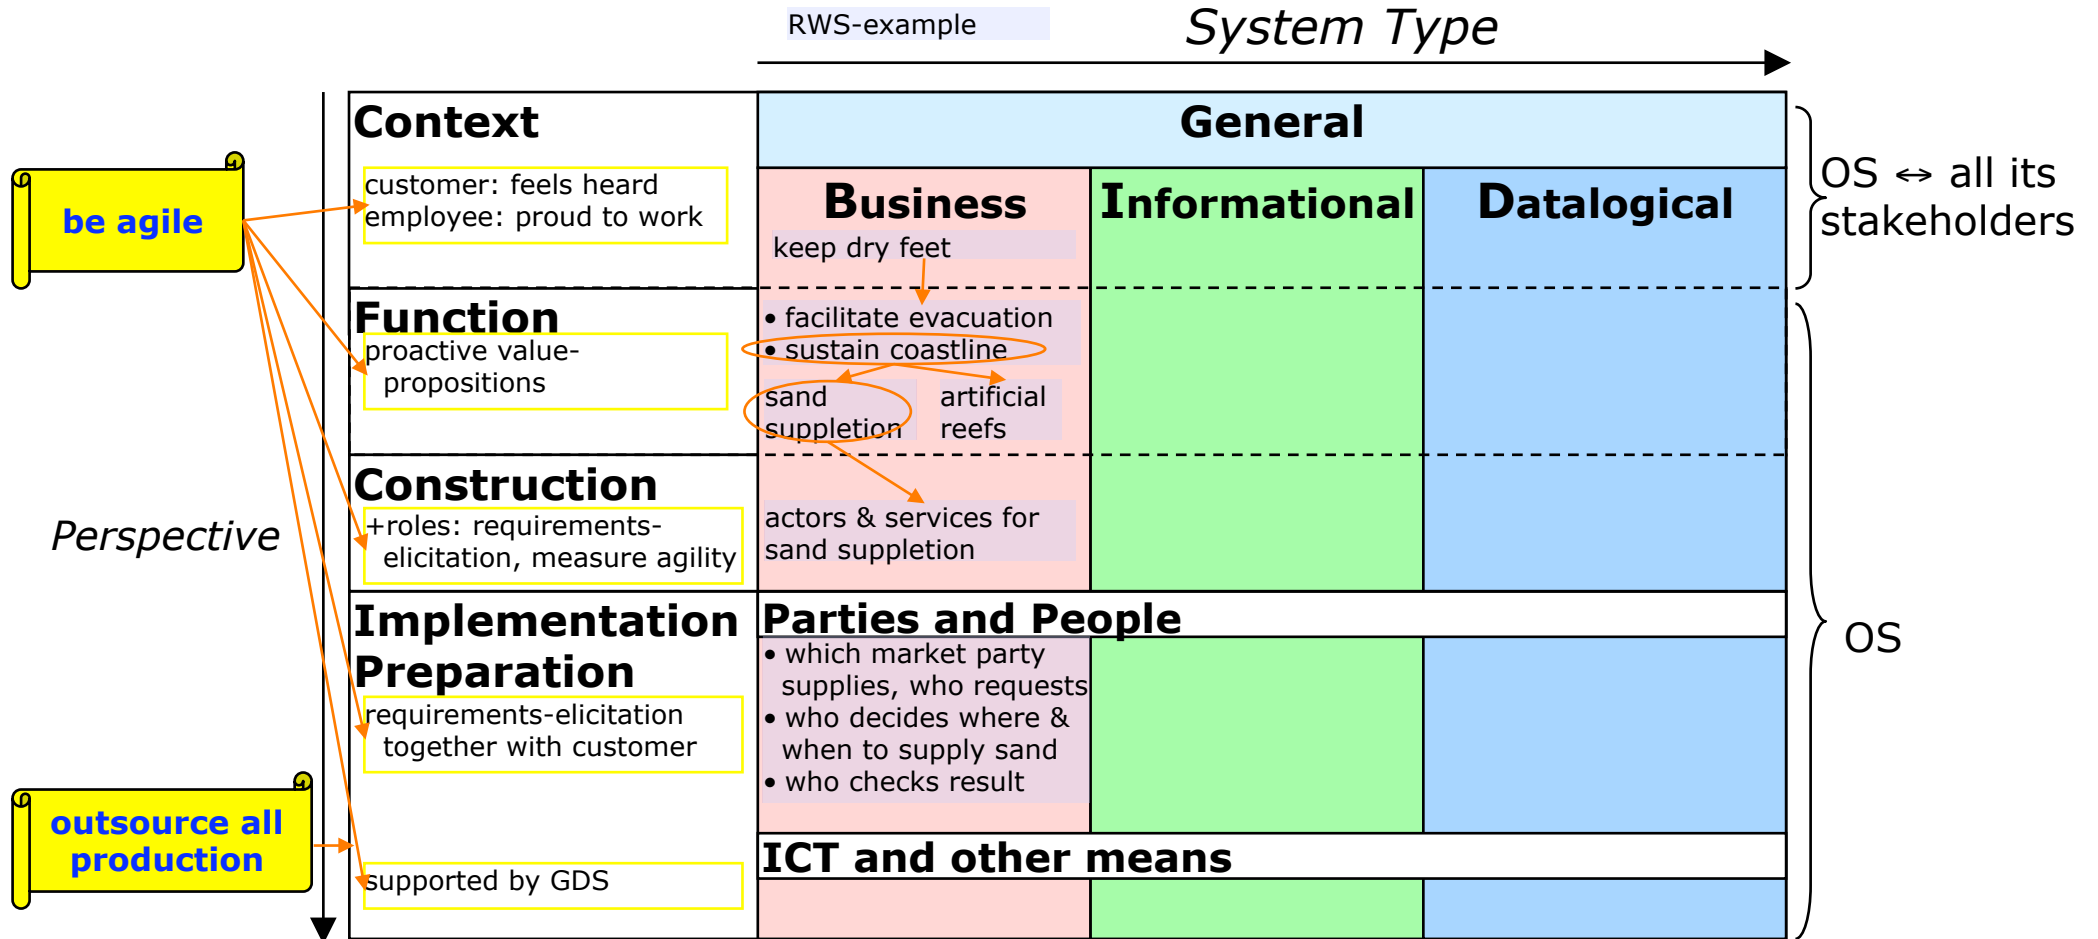 RWS-example
System Type
Context
General
customer: feels heard
employee: proud to work
be agile
Business
Informational
Datalogical
OS ↔ all its
stakeholders
keep dry feet
Function
proactive value-
propositions
• facilitate evacuation
• sustain coastline
sand
suppletion
artificial
reefs
Construction
+roles: requirements-
elicitation, measure agility
actors & services for
sand suppletion
Perspective
Implementation
Preparation
Parties and People
requirements-elicitation
together with customer
• which market party
supplies, who requests
• who decides where &
when to supply sand
• who checks result
OS
outsource all
production
ICT and other means
supported by GDS